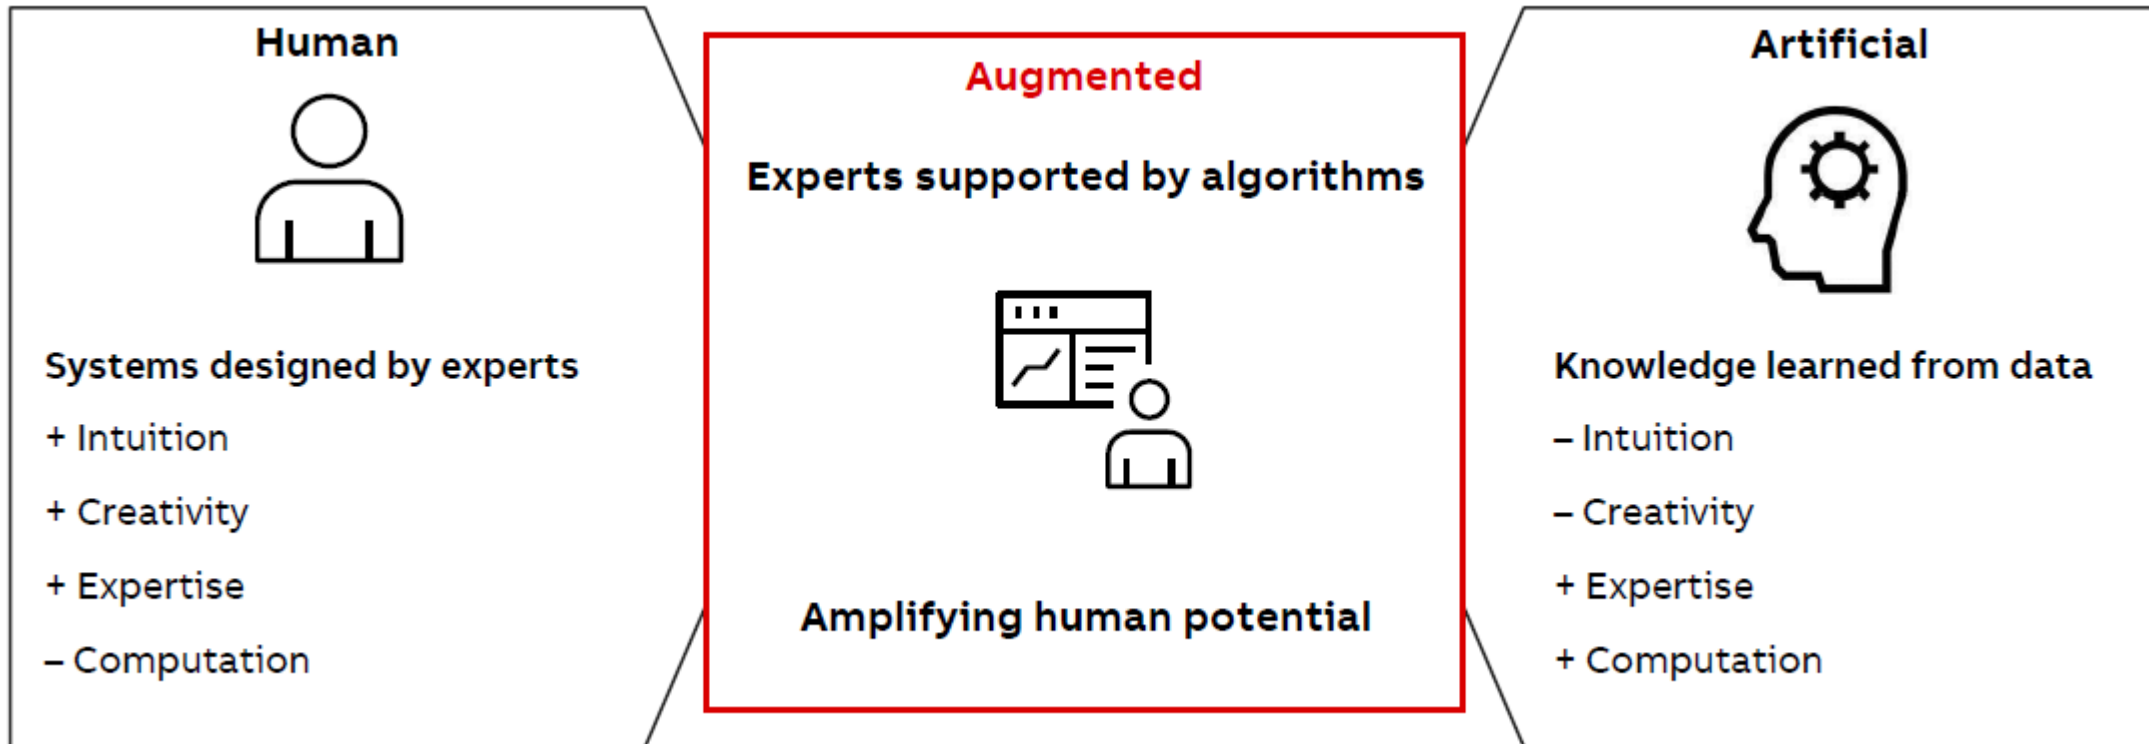 Human
Systems designed by experts
+ Intuition
+ Creativity
+ Expertise
– Computation
Augmented
Experts supported by algorithms
Amplifying human potential
Artificial
Knowledge learned from data
– Intuition
– Creativity
+ Expertise
+ Computation